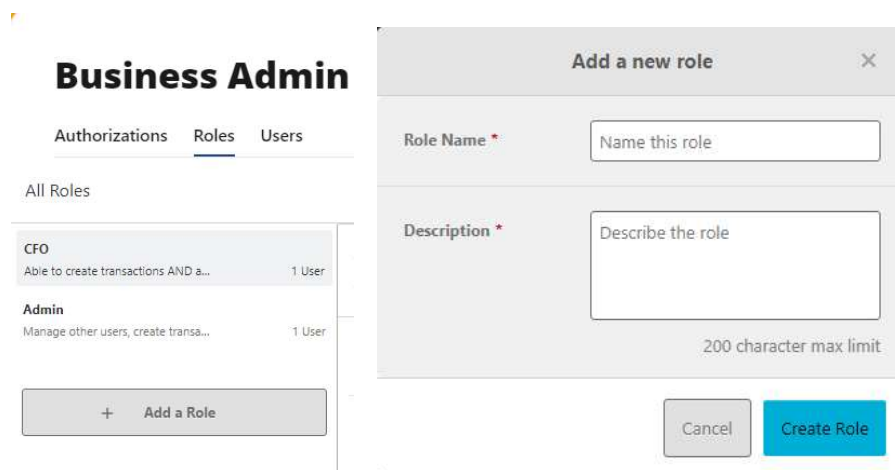 Business Admin
Authorizations Roles Users
All Roles
CFO
Able to create transactions AND a... 1 User
Admin
Manage other users, create transa... 1 User
+ Add a Role
Add a new role ×
Role Name * Name this role
Description * Describe the role
200 character max limit
Cancel Create Role